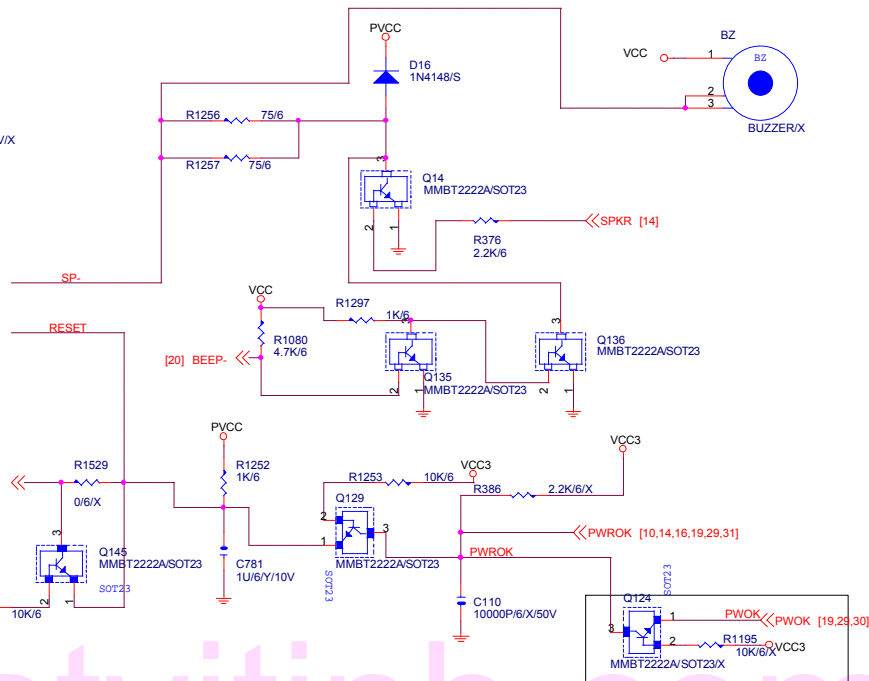 PVCC
D16
1N4148/S
VCC
BZ
1
BZ
2
3
BUZZER/X
R1256
75/6
V/X
R1257
75/6
3
Q14
MMBT2222A/SOT23
2
1
SPKR [14]
R376
2.2K/6
SP-
VCC
R1297
1K/6
3
3
RESET
R1080
4.7K/6
Q136
MMBT2222A/SOT23
[20] BEEP-
Q135
MMBT2222A/SOT23
2
1
2
1
PVCC
VCC3
R1252
1K/6
VCC3
R1253
10K/6
R1529
0/6/X
R386
2.2K/6/X
Q129
2
3
1
PWROK [10,14,16,19,29,31]
3
Q145
MMBT2222A/SOT23
SOT23
C781
1U/6/Y/10V
MMBT2222A/SOT23
SOT23
PWROK
SOT23
2
1
10K/6
C110
10000P/6/X/50V
Q124
3
1
2
PWOK
PWOK [19,29,30]
R1195
10K/6/X
VCC3
MMBT2222A/SOT23/X